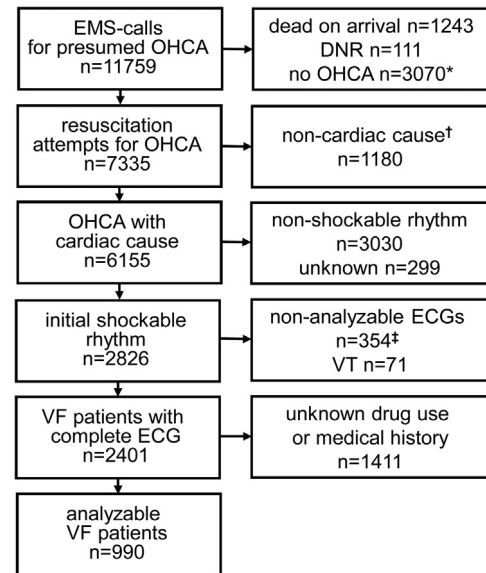 EMS-calls
for presumed OHCA
n=11759
dead on arrival n=1243
DNR n=111
no OHCA n=3070*
resuscitation
attempts for OHCA
n=7335
non-cardiac cause†
n=1180
OHCA with
cardiac cause
n=6155
non-shockable rhythm
n=3030
unknown n=299
initial shockable
rhythm
n=2826
non-analyzable ECGs
n=354‡
VT n=71
VF patients with
complete ECG
n=2401
unknown drug use
or medical history
n=1411
analyzable
VF patients
n=990